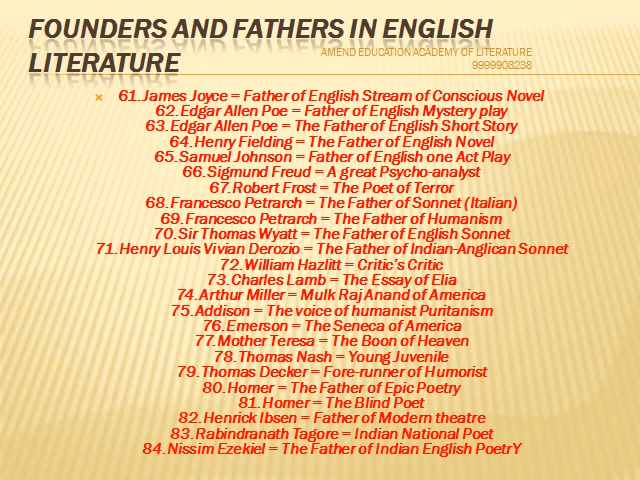 FOUNDERS AND FATHERS IN ENGLISH
LITERATURE
AMEND EDUCATION ACADEMY OF LITERATURE
9999908238
61.James Joyce = Father of English Stream of Conscious Novel
62.Edgar Allen Poe = Father of English Mystery play
63.Edgar Allen Poe = The Father of English Short Story
64.Henry Fielding = The Father of English Novel
65.Samuel Johnson = Father of English one Act Play
66.Sigmund Freud = A great Psycho-analyst
67.Robert Frost = The Poet of Terror
68.Francesco Petrarch = The Father of Sonnet (Italian)
69.Francesco Petrarch = The Father of Humanism
70.Sir Thomas Wyatt = The Father of English Sonnet
71.Henry Louis Vivian Derozio = The Father of Indian-Anglican Sonnet
72.William Hazlitt = Critic's Critic
73.Charles Lamb = The Essay of Elia
74.Arthur Miller = Mulk Raj Anand of America
75.Addison = The voice of humanist Puritanism
76.Emerson = The Seneca of America
77.Mother Teresa = The Boon of Heaven
78.Thomas Nash = Young Juvenile
79.Thomas Decker = Fore-runner of Humorist
80.Homer = The Father of Epic Poetry
81.Homer = The Blind Poet
82.Henrick Ibsen = Father of Modern theatre
83.Rabindranath Tagore = Indian National Poet
84.Nissim Ezekiel = The Father of Indian English PoetrY